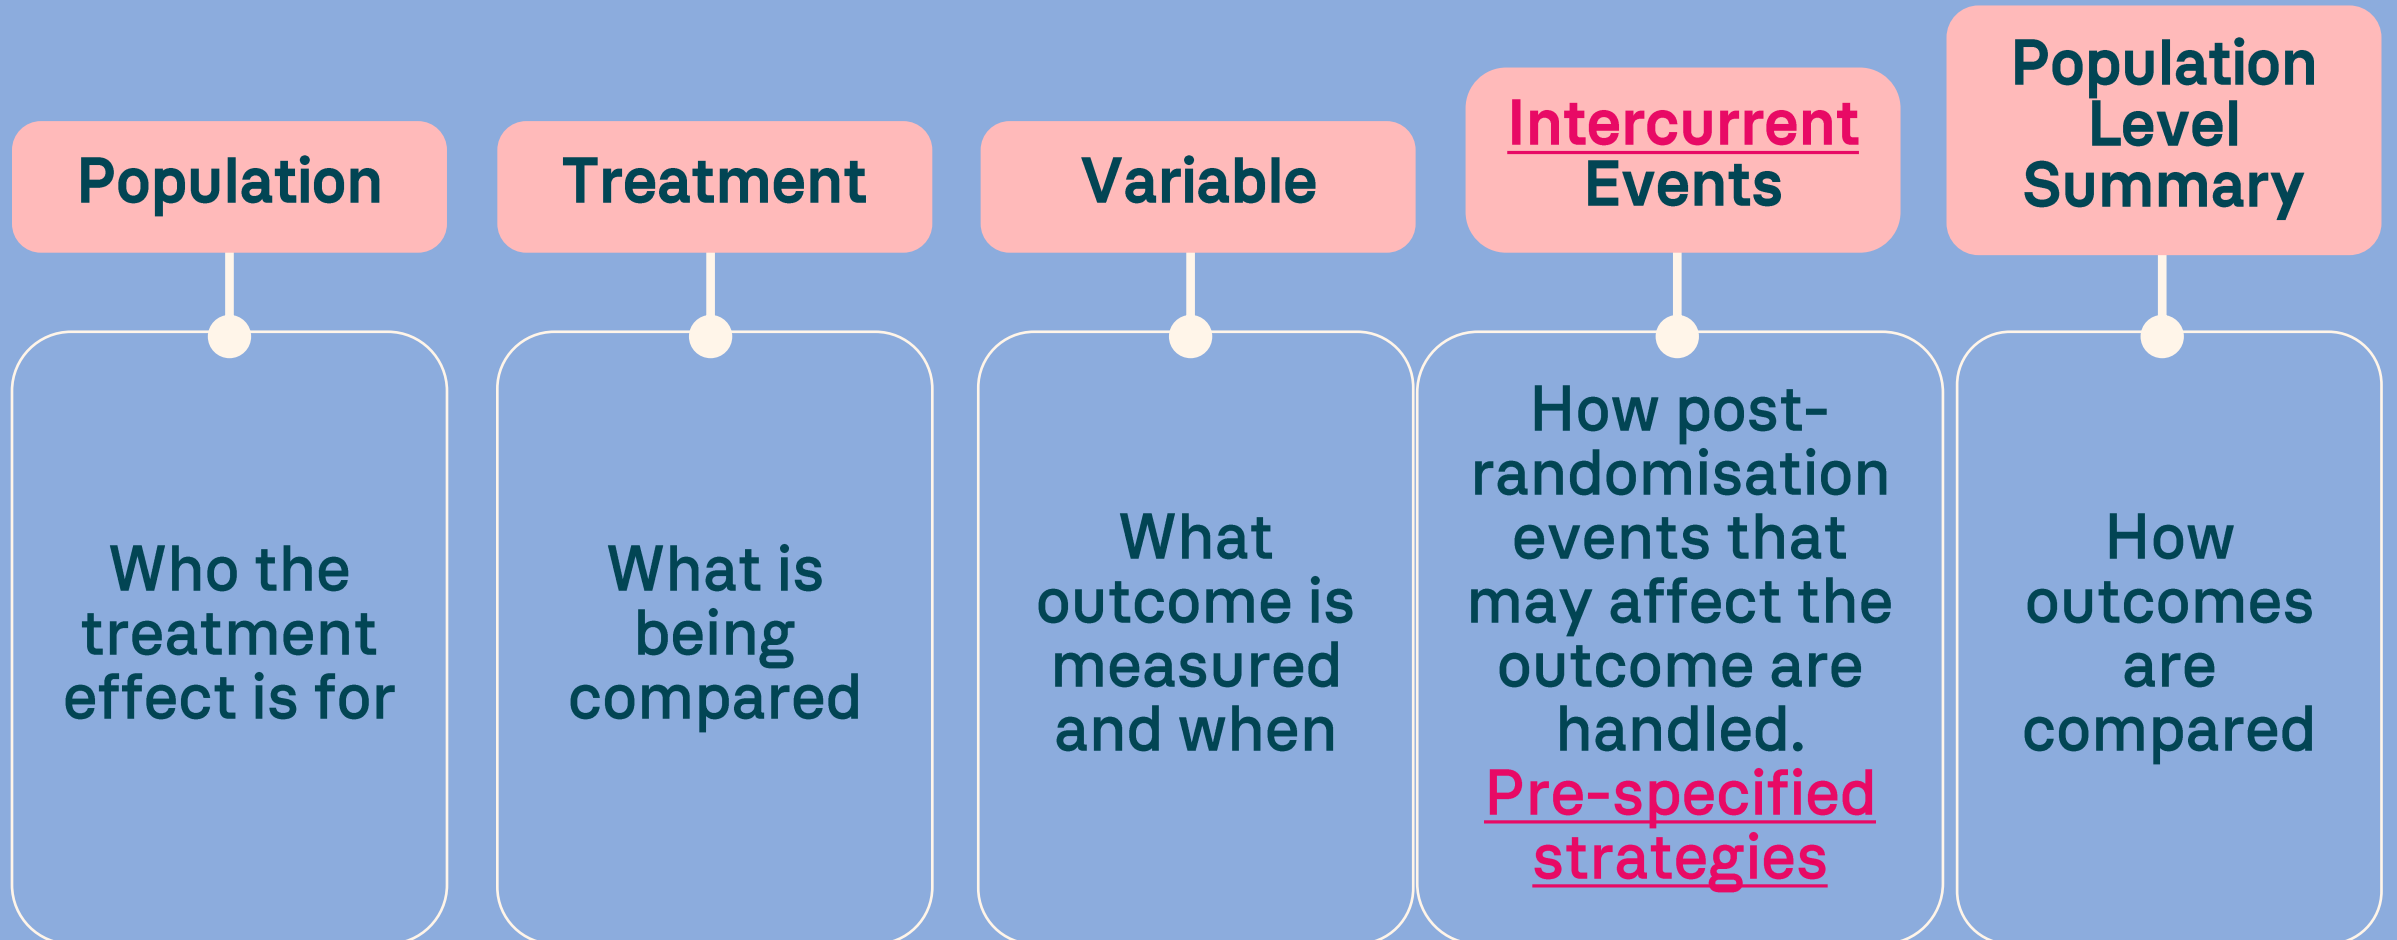 Population
Who the
treatment
effect is for
Treatment
What is
being
compared
Variable
What
outcome is
measured
and when
Intercurrent
Events
How post-
randomisation
events that
may affect the
outcome are
handled.
Pre-specified
strategies
Population
Level
Summary
How
outcomes
are
compared